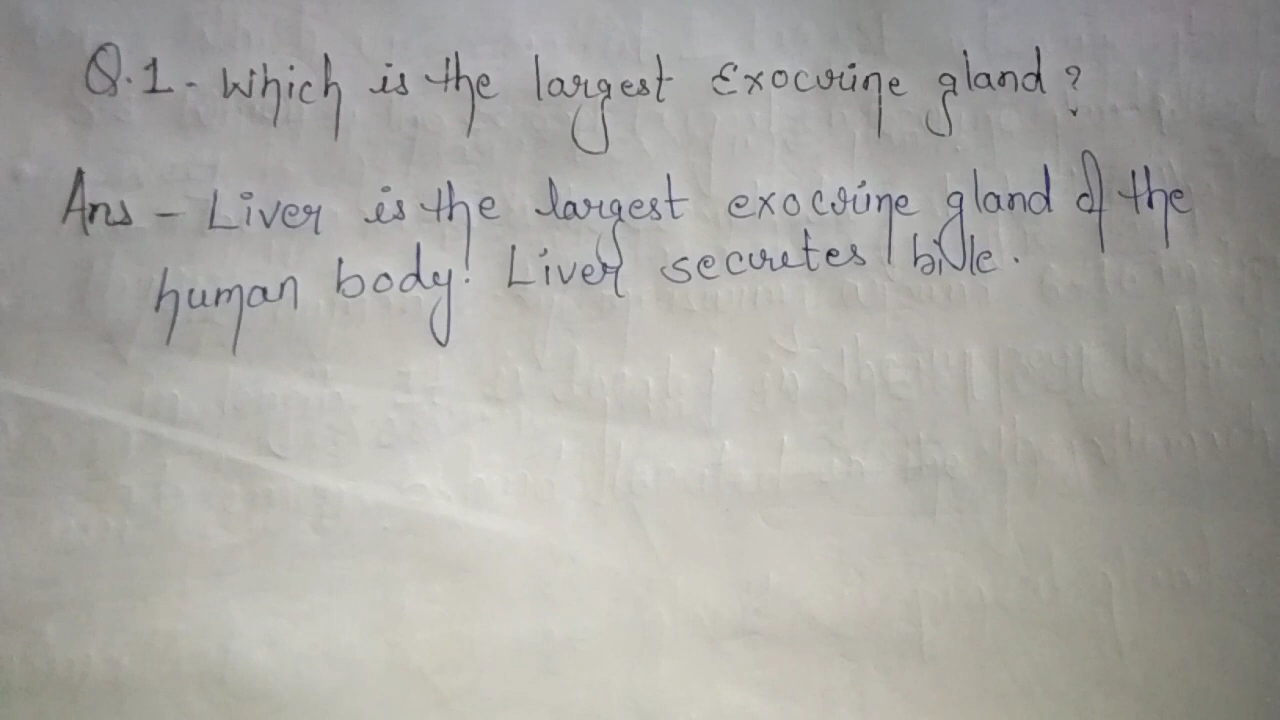 Q.1- Which is the largest Exocrine gland?
Ans - Liver is the largest exocrine gland of the
human body. Liver secretes bile.